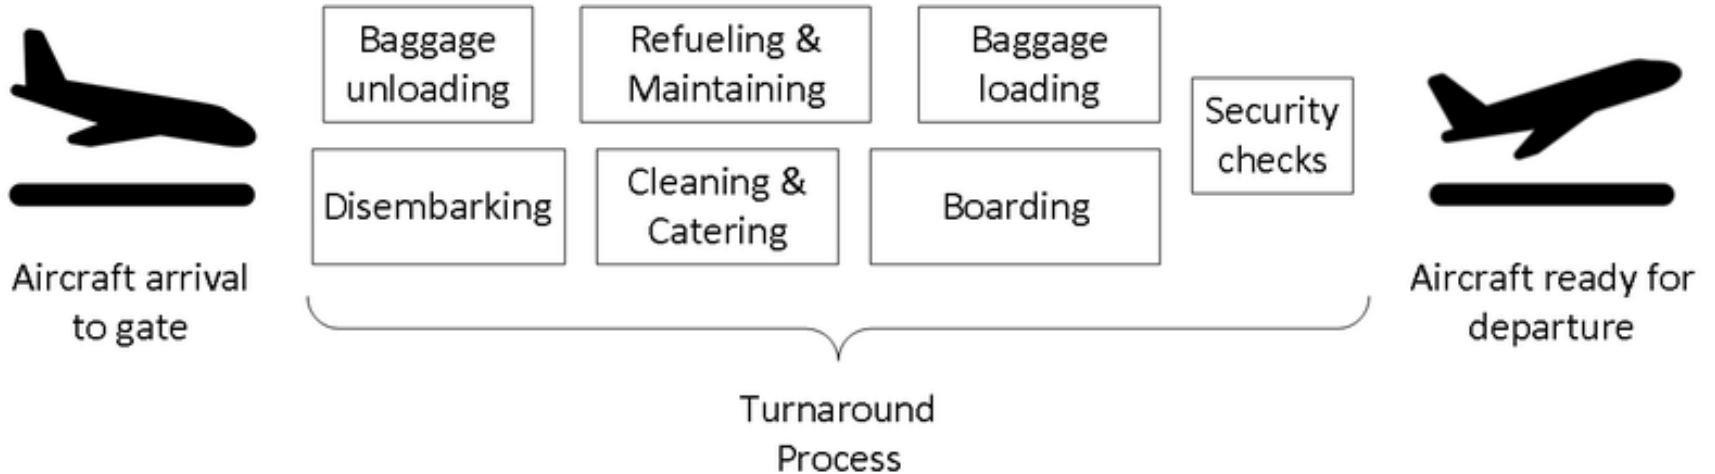 Baggage
unloading
Refueling &
Maintaining
Baggage
loading
Security
checks
Disembarking
Cleaning &
Catering
Boarding
Aircraft arrival
to gate
Aircraft ready for
departure
Turnaround
Process